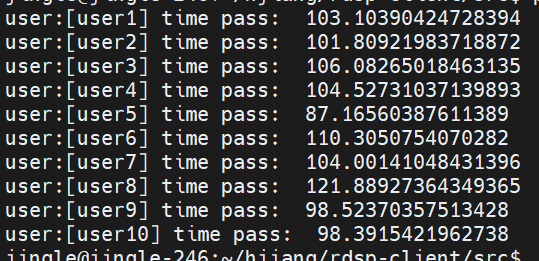 user:[user1] time pass:  103.10390424728394
user:[user2] time pass:  101.80921983718872
user:[user3] time pass:  106.08265018463135
user:[user4] time pass:  104.52731037139893
user:[user5] time pass:  87.16560387611389
user:[user6] time pass:  110.3050754070282
user:[user7] time pass:  104.00141048431396
user:[user8] time pass:  121.88927364349365
user:[user9] time pass:  98.52370357513428
user:[user10] time pass:  98.3915421962738
jingle@jingle-246:~/hjiang/rdsp-client/src$